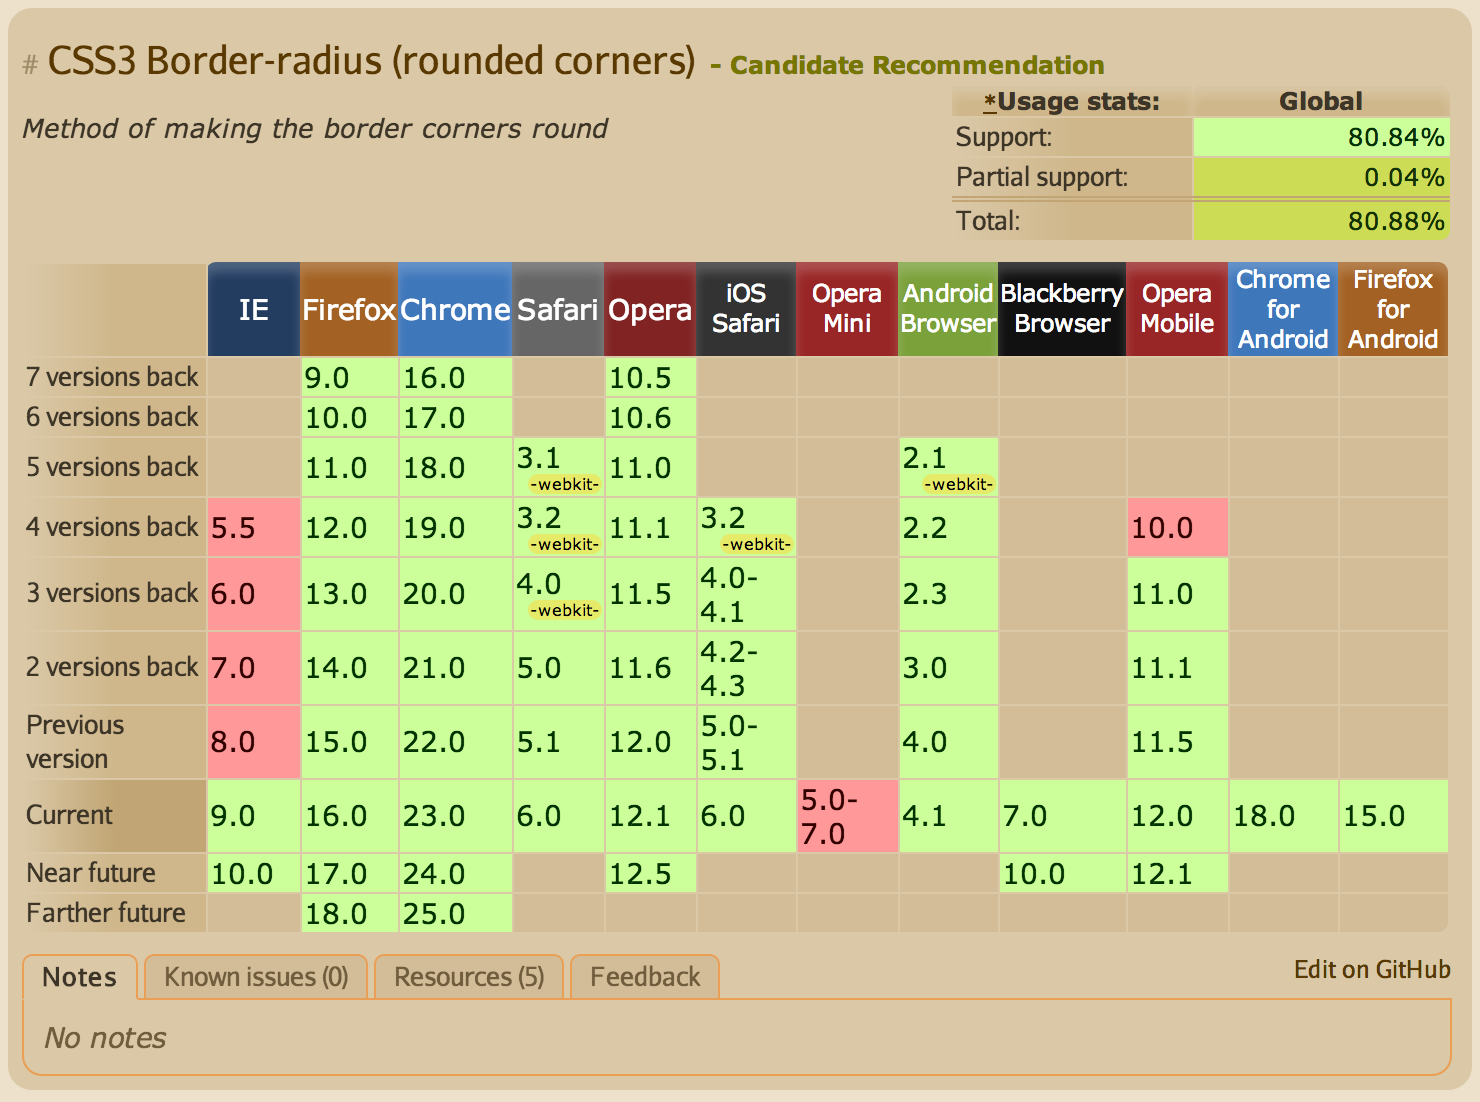 # CSS3 Border-radius (rounded corners) - Candidate Recommendation
Method of making the border corners round
*Usage stats: Global
Support: 80.84%
Partial support: 0.04%
Total: 80.88%
IE Firefox Chrome Safari Opera iOS Safari Opera Mini Android Browser Blackberry Browser Opera Mobile Chrome for Android Firefox for Android
7 versions back 9.0 16.0 10.5
6 versions back 10.0 17.0 10.6
5 versions back 11.0 18.0 3.1 -webkit- 11.0 2.1 -webkit-
4 versions back 5.5 12.0 19.0 3.2 -webkit- 11.1 3.2 -webkit- 2.2 10.0
3 versions back 6.0 13.0 20.0 4.0 -webkit- 11.5 4.0-4.1 2.3 11.0
2 versions back 7.0 14.0 21.0 5.0 11.6 4.2-4.3 3.0 11.1
Previous version 8.0 15.0 22.0 5.1 12.0 5.0-5.1 4.0 11.5
Current 9.0 16.0 23.0 6.0 12.1 6.0 5.0-7.0 4.1 7.0 12.0 18.0 15.0
Near future 10.0 17.0 24.0 12.5 10.0 12.1
Farther future 18.0 25.0
Notes Known issues (0) Resources (5) Feedback Edit on GitHub
No notes